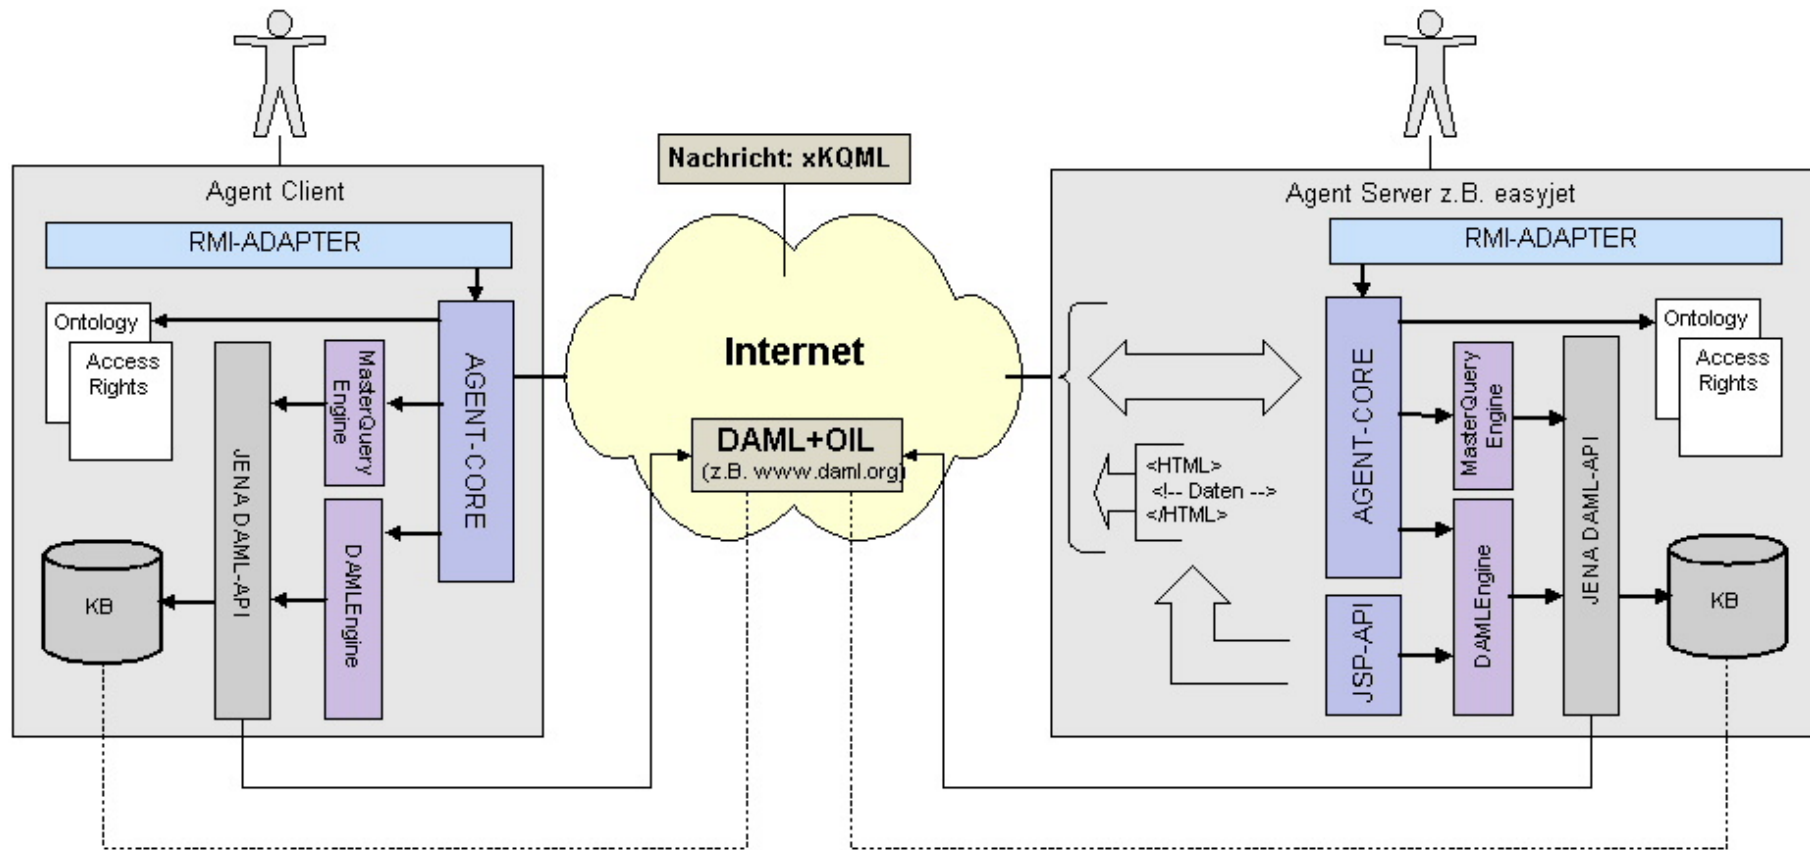 Nachricht: xKQML
Agent Client
RMI-ADAPTER
Ontology
Access
Rights
JENA DAML-API
MasterQuery
Engine
DAMLEngine
AGENT-CORE
KB
Internet
DAML+OIL
(z.B. www.daml.org)
Agent Server z.B. easyjet
RMI-ADAPTER
<HTML>
<!-- Daten -->
</HTML>
AGENT-CORE
JSP-API
MasterQuery
Engine
DAMLEngine
JENA DAML-API
Ontology
Access
Rights
KB